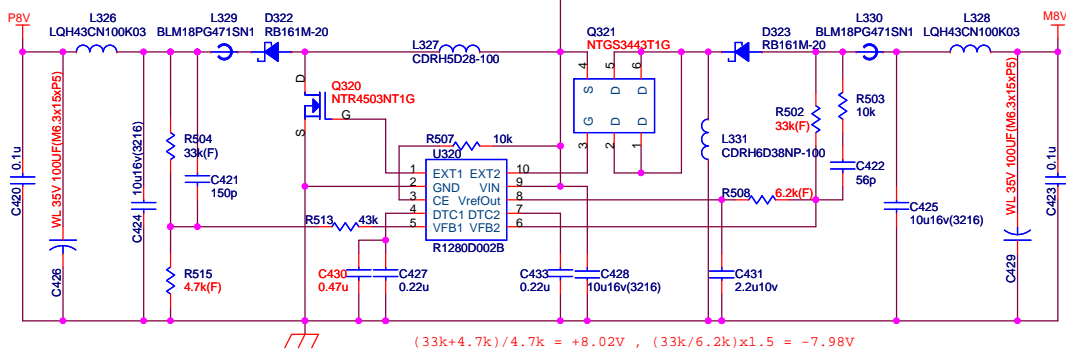 P8V
L326
LQH43CN100K03
L329
BLM18PG471SN1
D322
RB161M-20
L327
CDRH5D28-100
Q321
NTGS3443T1G
D323
RB161M-20
L330
BLM18PG471SN1
L328
LQH43CN100K03
M8V
Q320
NTR4503NT1G
D
G
S
4
5
6
S
D
D
G
D
D
3
2
1
R503
10k
R502
33k(F)
C422
56p
L331
CDRH6D38NP-100
R504
33k(F)
C421
150p
C420
0.1u
WL 35V 100UF(M6.3x15xP5)
C426
10u16v(3216)
C424
R507
10k
U320
1
EXT1
EXT2
10
2
GND
VIN
9
3
CE
VrefOut
8
4
DTC1
DTC2
7
5
VFB1
VFB2
6
R1280D002B
R508
6.2k(F)
R513
43k
R515
4.7k(F)
C430
0.47u
C427
0.22u
C433
0.22u
C428
10u16v(3216)
C431
2.2u10v
C425
10u16v(3216)
WL 35V 100UF(M6.3x15xP5)
C429
C423
0.1u
(33k+4.7k)/4.7k = +8.02V , (33k/6.2k)x1.5 = -7.98V